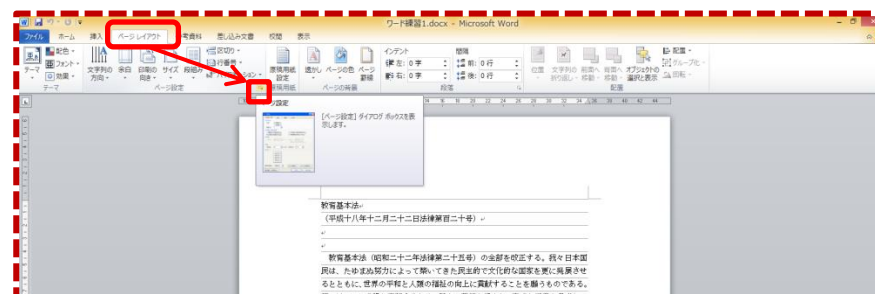 ワード練習1.docx - Microsoft Word
ファイル ホーム 挿入 ページ レイアウト 考資料 差し込み文書 校閲 表示
配色 区切り インデント 間隔 配置
行番号 左: 0 字 前: 0 行 グループ化
フォント 効果 右: 0 字 後: 0 行 回転
テーマ 文字列の方向 余白 印刷の向き サイズ 段組み 原稿用紙設定 透かし ページの色 ページ罫線 位置 文字列の折り返し 前面へ移動 背面へ移動 オブジェクトの選択と表示
テーマ ページ設定 原稿用紙 ページの背景 段落 配置
ページ設定
[ページ設定] ダイアログ ボックスを表
示します。
教育基本法
(平成十八年十二月二十二日法律第百二十号)
教育基本法(昭和二十二年法律第二十五号)の全部を改正する。我々日本国
民は、たゆまぬ努力によって築いてきた民主的で文化的な国家を更に発展させ
るとともに、世界の平和と人類の福祉の向上に貢献することを願うものである。